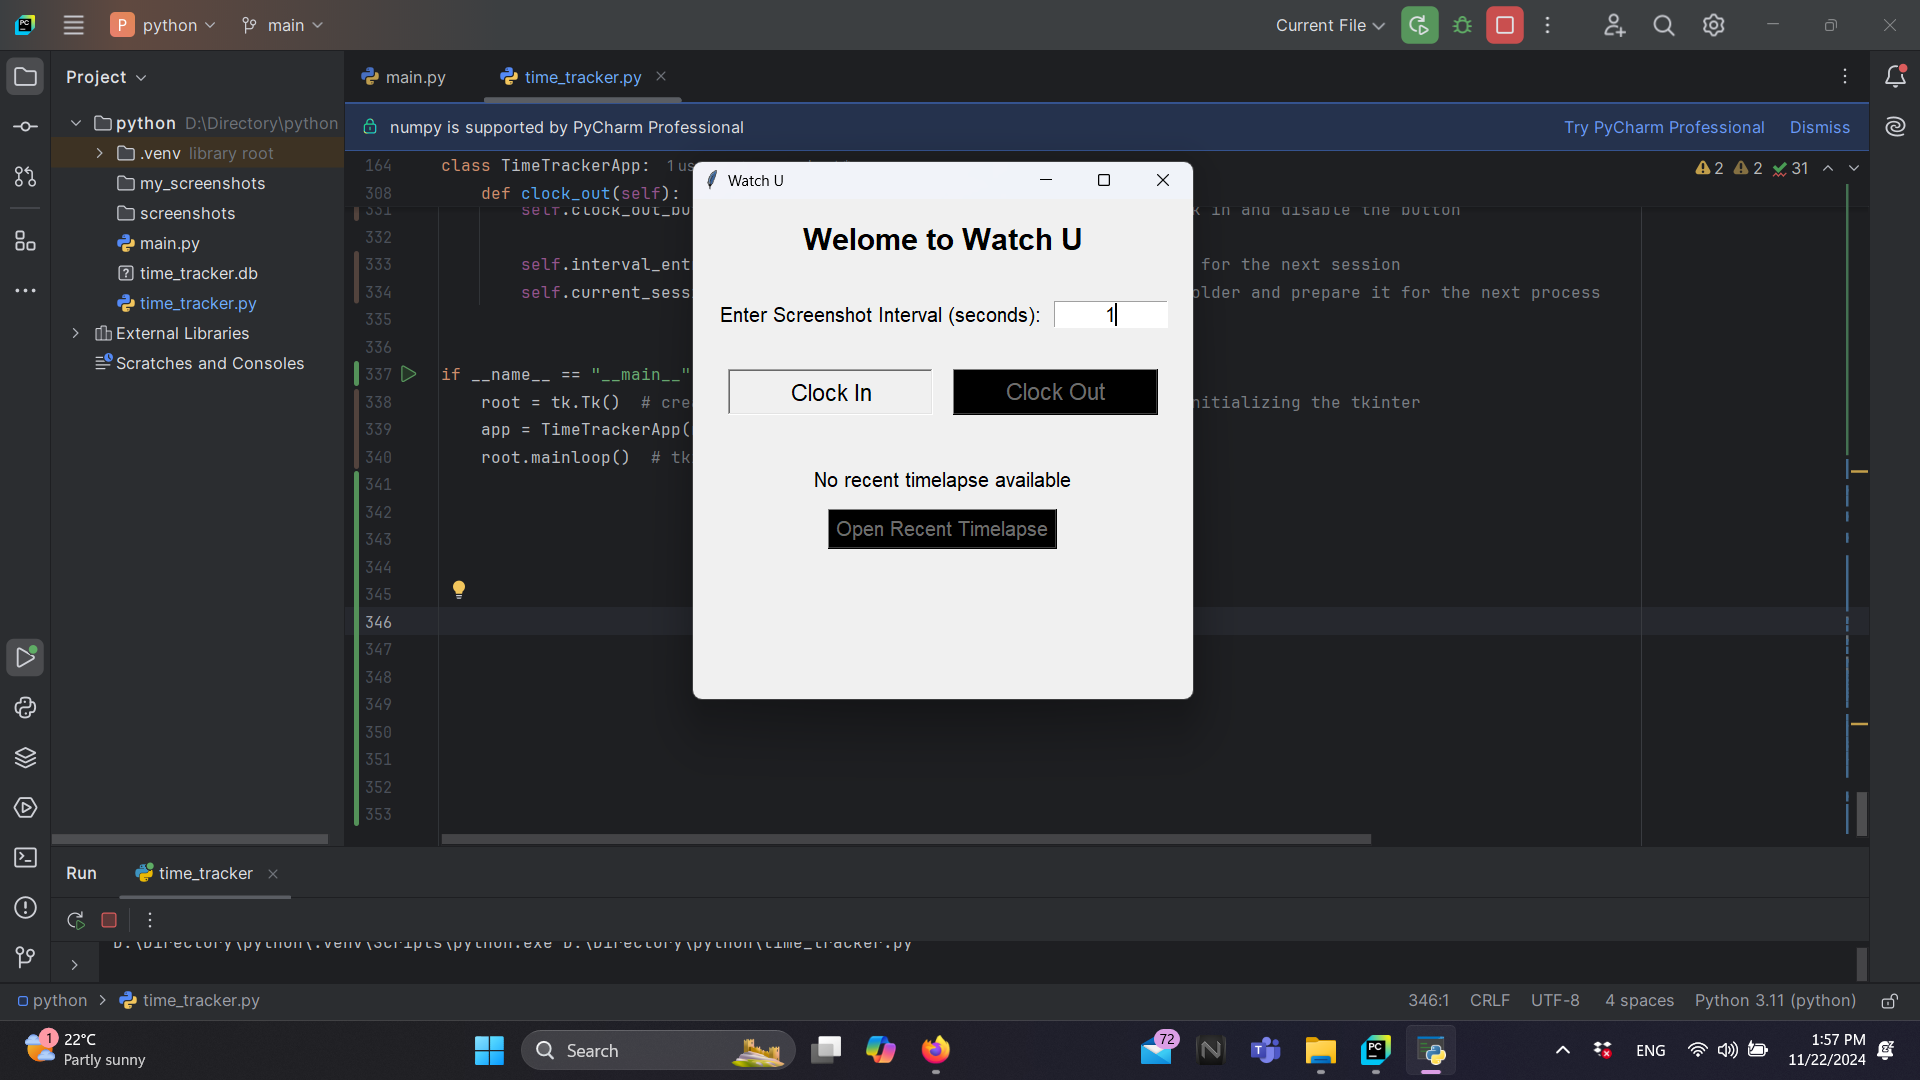 P python main Current File
Project
main.py time_tracker.py
numpy is supported by PyCharm Professional Try PyCharm Professional Dismiss
python D:\Directory\python
.venv library root
my_screenshots
screenshots
main.py
time_tracker.db
time_tracker.py
External Libraries
Scratches and Consoles
164 class TimeTrackerApp:
2 2 31
308 def clock_out(self):
331 self.clock_out_bu in and disable the button
332
333 self.interval_ent for the next session
334 self.current_sess older and prepare it for the next process
335
336
337 if __name__ == "__main__"
338 root = tk.Tk() # cre nitializing the tkinter
339 app = TimeTrackerApp(
340 root.mainloop() # tk
341
342
343
344
345
346
347
348
349
350
351
352
353
Watch U
Welome to Watch U
Enter Screenshot Interval (seconds): 1
Clock In Clock Out
No recent timelapse available
Open Recent Timelapse
Run time_tracker
D:\Directory\python\.venv\Scripts\python.exe D:\Directory\python\time_tracker.py
python time_tracker.py 346:1 CRLF UTF-8 4 spaces Python 3.11 (python)
1 22°C
Partly sunny
Search
72
ENG
1:57 PM
11/22/2024